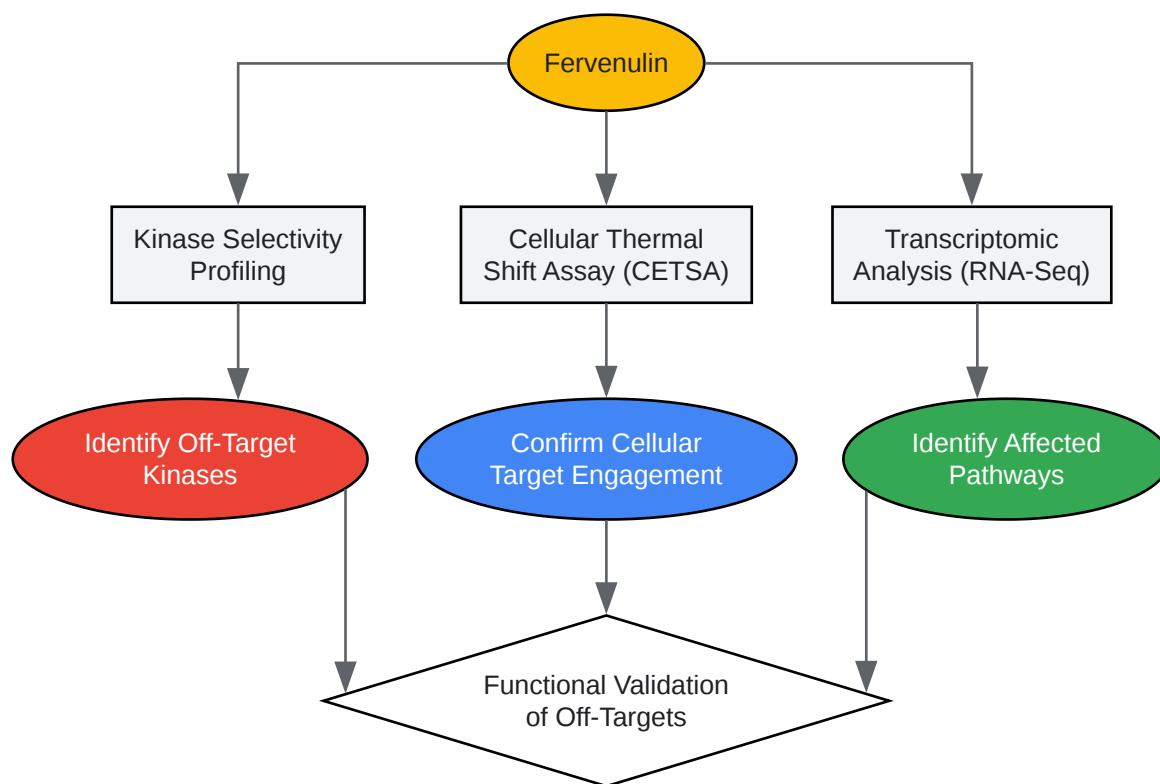 Fervenulin
Kinase Selectivity
Profiling
Cellular Thermal
Shift Assay (CETSA)
Transcriptomic
Analysis (RNA-Seq)
Identify Off-Target
Kinases
Confirm Cellular
Target Engagement
Identify Affected
Pathways
Functional Validation
of Off-Targets